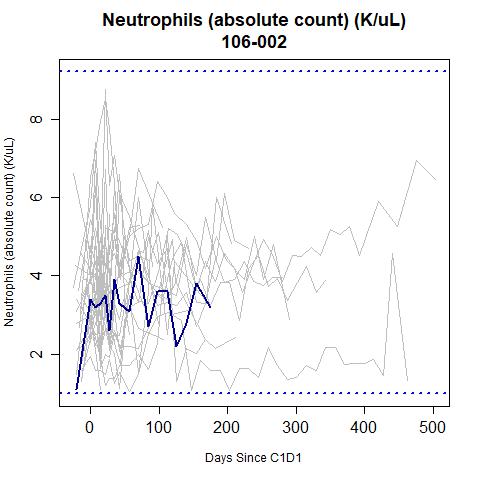 Neutrophils (absolute count) (K/uL)
106-002
Neutrophils (absolute count) (K/uL)
8
6
4
2
0 100 200 300 400 500
Days Since C1D1